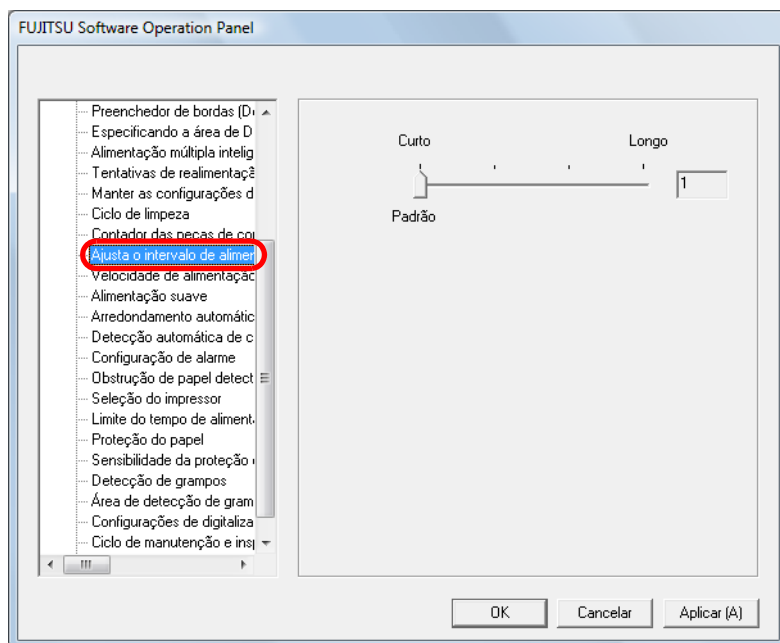 FUJITSU Software Operation Panel
Preenchedor de bordas (D
Especificando a área de D
Alimentação múltipla intelig
Tentativas de realimentaçã
Manter as configurações d
Ciclo de limpeza
Contador das peças de co
Ajusta o intervalo de alimer
Velocidade de alimentaçã
Alimentação suave
Arredondamento automátic
Detecção automática de c
Configuração de alarme
Obstrução de papel detect
Seleção do impressor
Limite do tempo de aliment
Proteção do papel
Sensibilidade da proteção
Detecção de grampos
Área de detecção de gram
Configurações de digitaliza
Ciclo de manutenção e ins
Curto Longo
1
Padrão
OK Cancelar Aplicar (A)